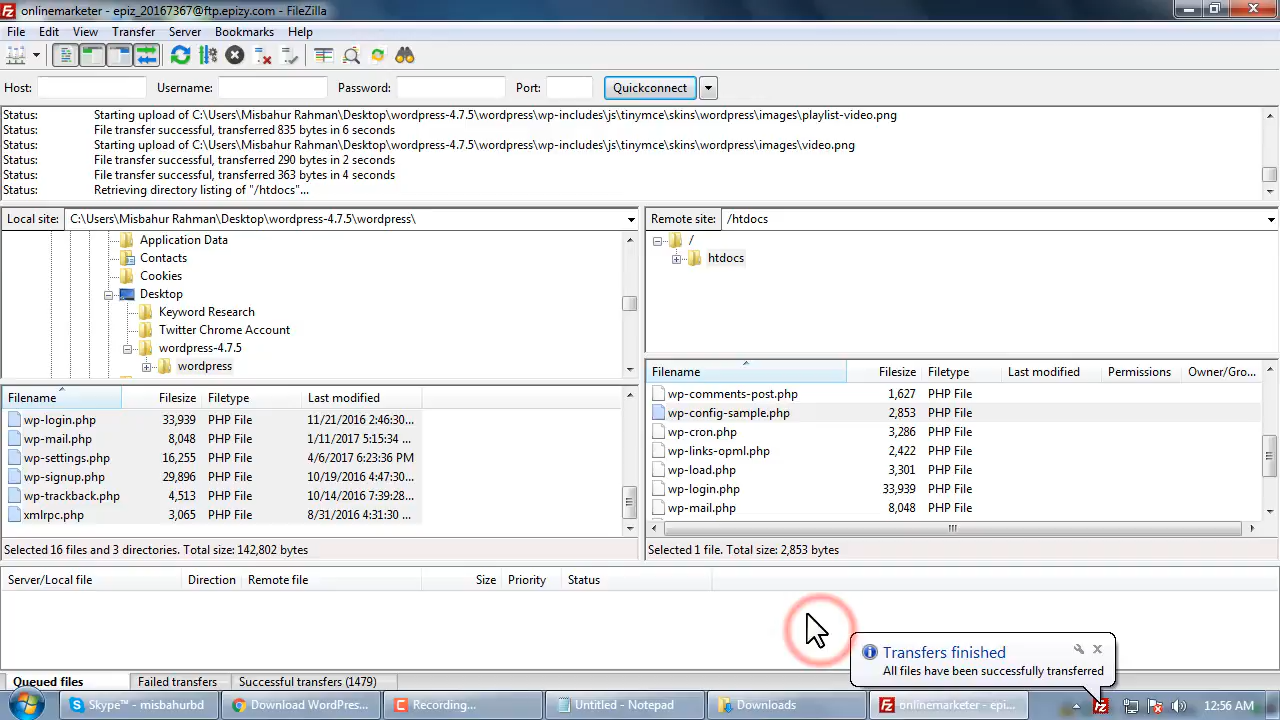 onlinemarketer - epiz_20167367@ftp.epizy.com - FileZilla
File Edit View Transfer Server Bookmarks Help
Host: Username: Password: Port: Quickconnect
Status: Starting upload of C:\Users\Misbahur Rahman\Desktop\wordpress-4.7.5\wordpress\wp-includes\js\tinymce\skins\wordpress\images\playlist-video.png
Status: File transfer successful, transferred 835 bytes in 6 seconds
Status: Starting upload of C:\Users\Misbahur Rahman\Desktop\wordpress-4.7.5\wordpress\wp-includes\js\tinymce\skins\wordpress\images\video.png
Status: File transfer successful, transferred 290 bytes in 2 seconds
Status: File transfer successful, transferred 363 bytes in 4 seconds
Status: Retrieving directory listing of "/htdocs"...
Local site: C:\Users\Misbahur Rahman\Desktop\wordpress-4.7.5\wordpress\
Application Data
Contacts
Cookies
Desktop
Keyword Research
Twitter Chrome Account
wordpress-4.7.5
wordpress
Remote site: /htdocs
/
htdocs
Filename Filesize Filetype Last modified
wp-login.php 33,939 PHP File 11/21/2016 2:46:30...
wp-mail.php 8,048 PHP File 1/11/2017 5:15:34 ...
wp-settings.php 16,255 PHP File 4/6/2017 6:23:36 PM
wp-signup.php 29,896 PHP File 10/19/2016 4:47:30...
wp-trackback.php 4,513 PHP File 10/14/2016 7:39:28...
xmlrpc.php 3,065 PHP File 8/31/2016 4:31:30 ...
Selected 16 files and 3 directories. Total size: 142,802 bytes
Filename Filesize Filetype Last modified Permissions Owner/Gro...
wp-comments-post.php 1,627 PHP File
wp-config-sample.php 2,853 PHP File
wp-cron.php 3,286 PHP File
wp-links-opml.php 2,422 PHP File
wp-load.php 3,301 PHP File
wp-login.php 33,939 PHP File
wp-mail.php 8,048 PHP File
Selected 1 file. Total size: 2,853 bytes
Server/Local file Direction Remote file Size Priority Status
Transfers finished
All files have been successfully transferred
Queued files Failed transfers Successful transfers (1479)
Skype™ - misbahurbd Download WordPress... Recording... Untitled - Notepad Downloads onlinemarketer - epi... 12:56 AM